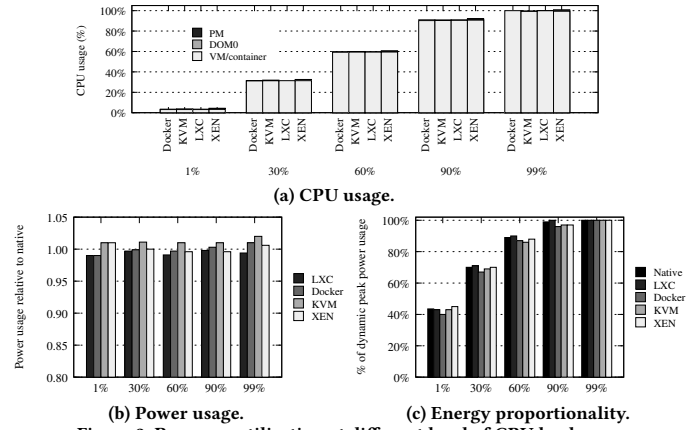 100%
80%
60%
40%
20%
0%
CPU usage (%)
PM
DOM0
VM/container
Docker KVM LXC XEN Docker KVM LXC XEN Docker KVM LXC XEN Docker KVM LXC XEN Docker KVM LXC XEN
1% 30% 60% 90% 99%
(a) CPU usage.
1.05
1.00
0.95
0.90
0.85
0.80
Power usage relative to native
LXC
Docker
KVM
XEN
1% 30% 60% 90% 99%
(b) Power usage.
100%
80%
60%
40%
20%
0%
% of dynamic peak power usage
Native
LXC
Docker
KVM
XEN
1% 30% 60% 90% 99%
(c) Energy proportionality.